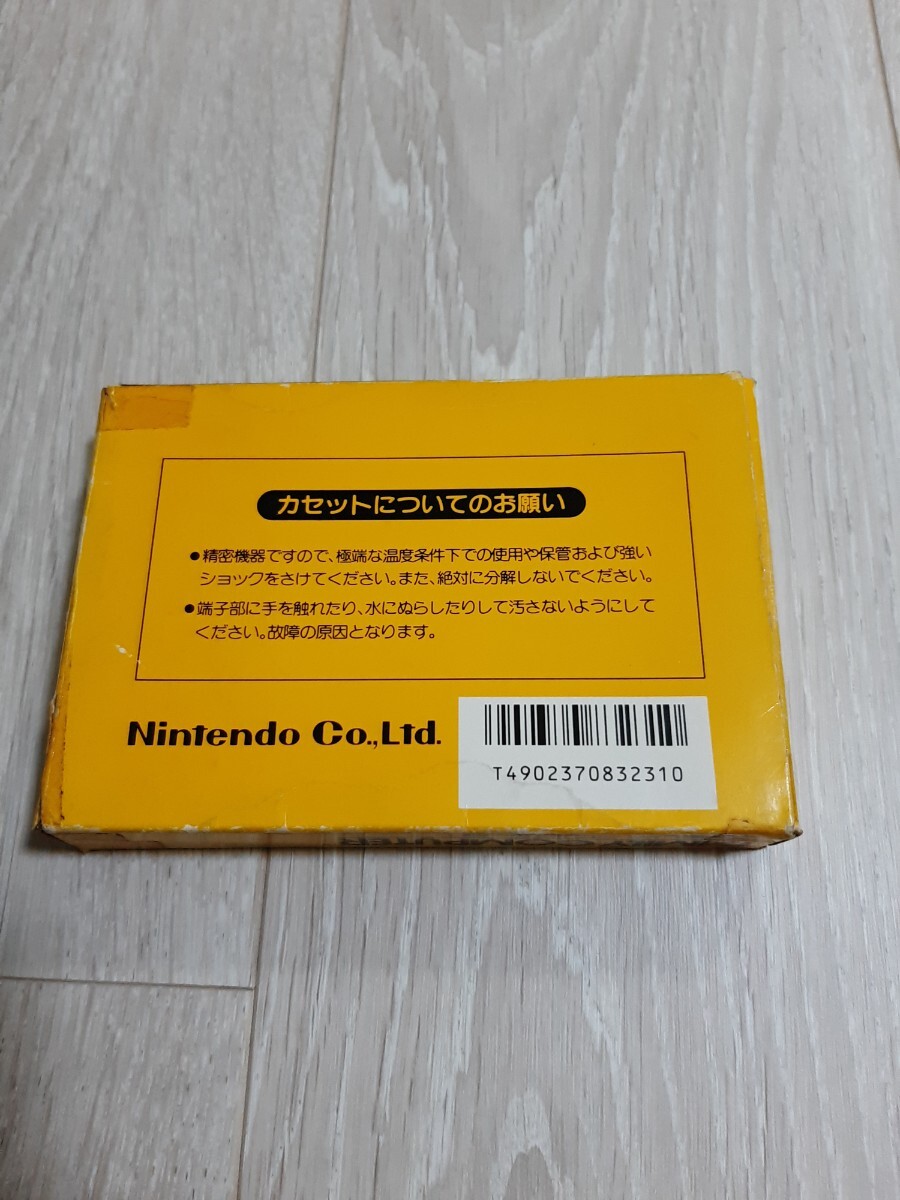 カセットについてのお願い
●精密機器ですので、極端な温度条件下での使用や保管および強い
ショックをさけてください。また、絶対に分解しないでください。
●端子部に手を触れたり、水にぬらしたりして汚さないようにして
ください。故障の原因となります。
Nintendo Co.,Ltd.
T4902370832310
COMPUTER